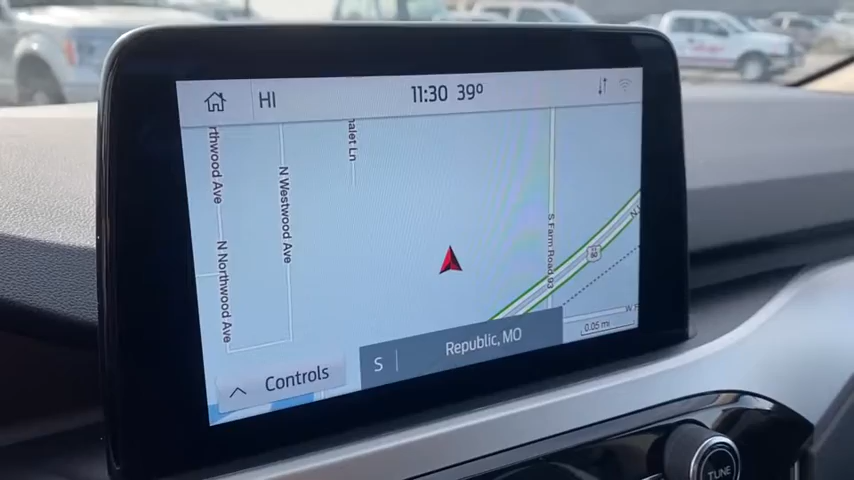 HI
11:30 39º
rthwood Ave
alet Ln
N Westwood Ave
N Northwood Ave
S Farm Road 93
60
0.05 mi
S
Republic, MO
Controls
TUNE